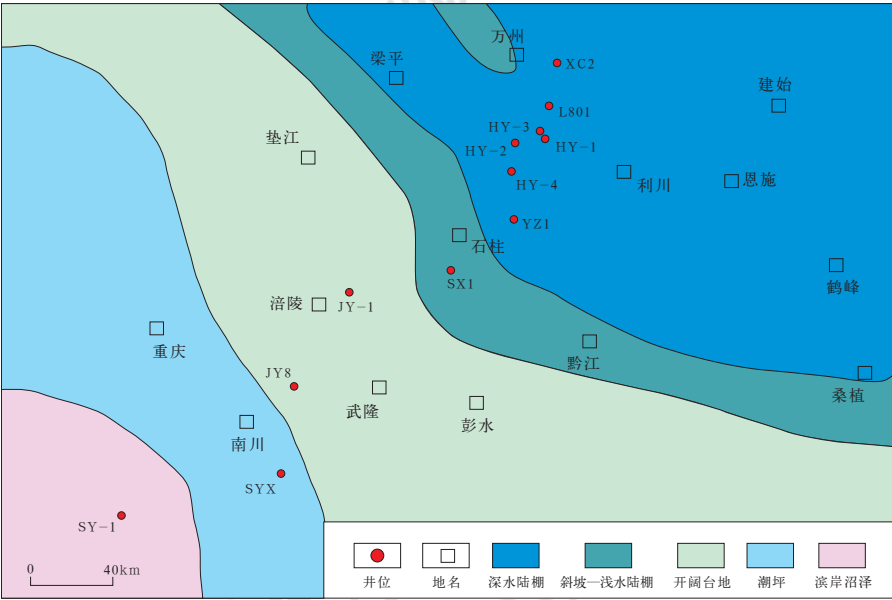 万州
XC2
梁平
建始
L801
HY-3
垫江
HY-1
HY-2
HY-4
利川
恩施
YZ1
石柱
SX1
鹤峰
涪陵
JY-1
重庆
黔江
JY8
桑植
武隆
彭水
南川
SYX
SY-1
0 40km
井位 地名 深水陆棚 斜坡—浅水陆棚 开阔台地 潮坪 滨岸沼泽